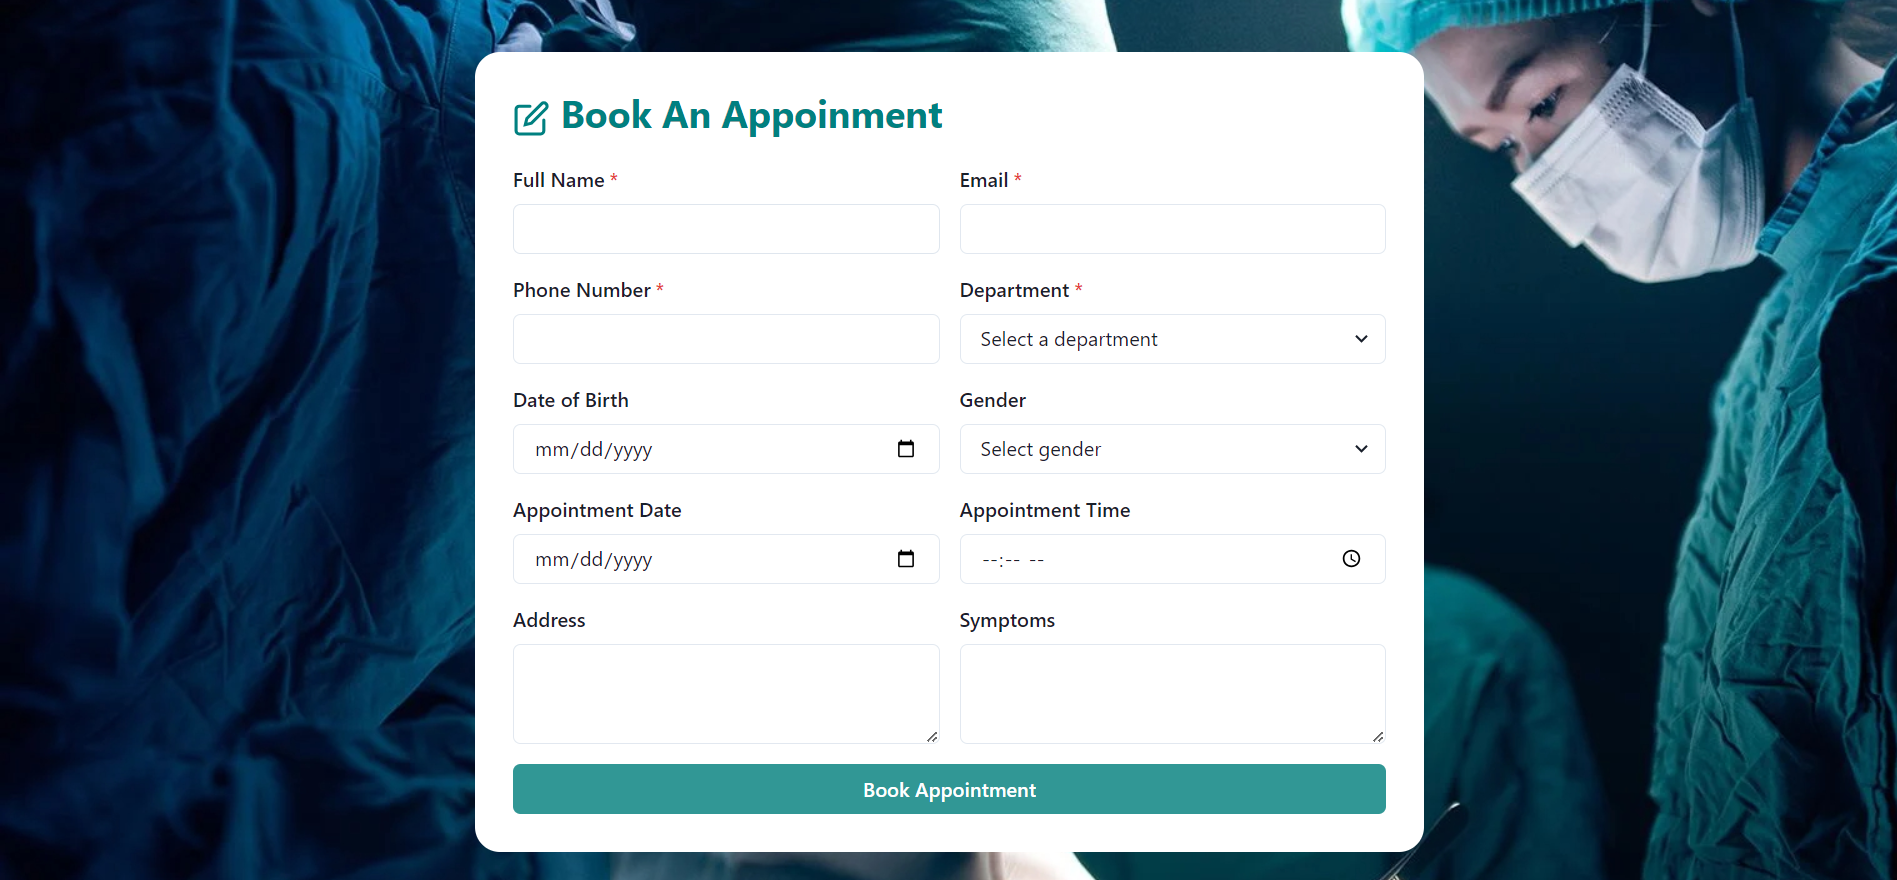 Book An Appoinment
Full Name *
Email *
Phone Number *
Department *
Select a department
Date of Birth
Gender
mm/dd/yyyy
Select gender
Appointment Date
Appointment Time
mm/dd/yyyy
--:-- --
Address
Symptoms
Book Appointment